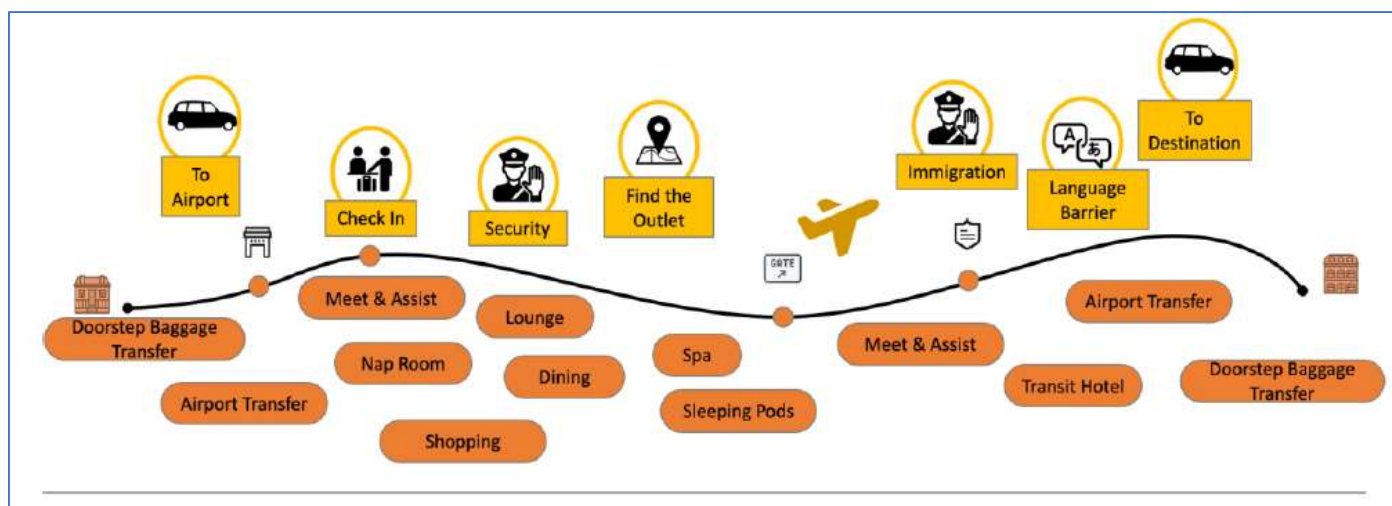 To
Airport
Check In
Security
Find the
Outlet
Immigration
A
あ
Language
Barrier
To
Destination
GATE
Doorstep Baggage
Transfer
Airport Transfer
Meet & Assist
Nap Room
Shopping
Lounge
Dining
Spa
Sleeping Pods
Meet & Assist
Airport Transfer
Transit Hotel
Doorstep Baggage
Transfer